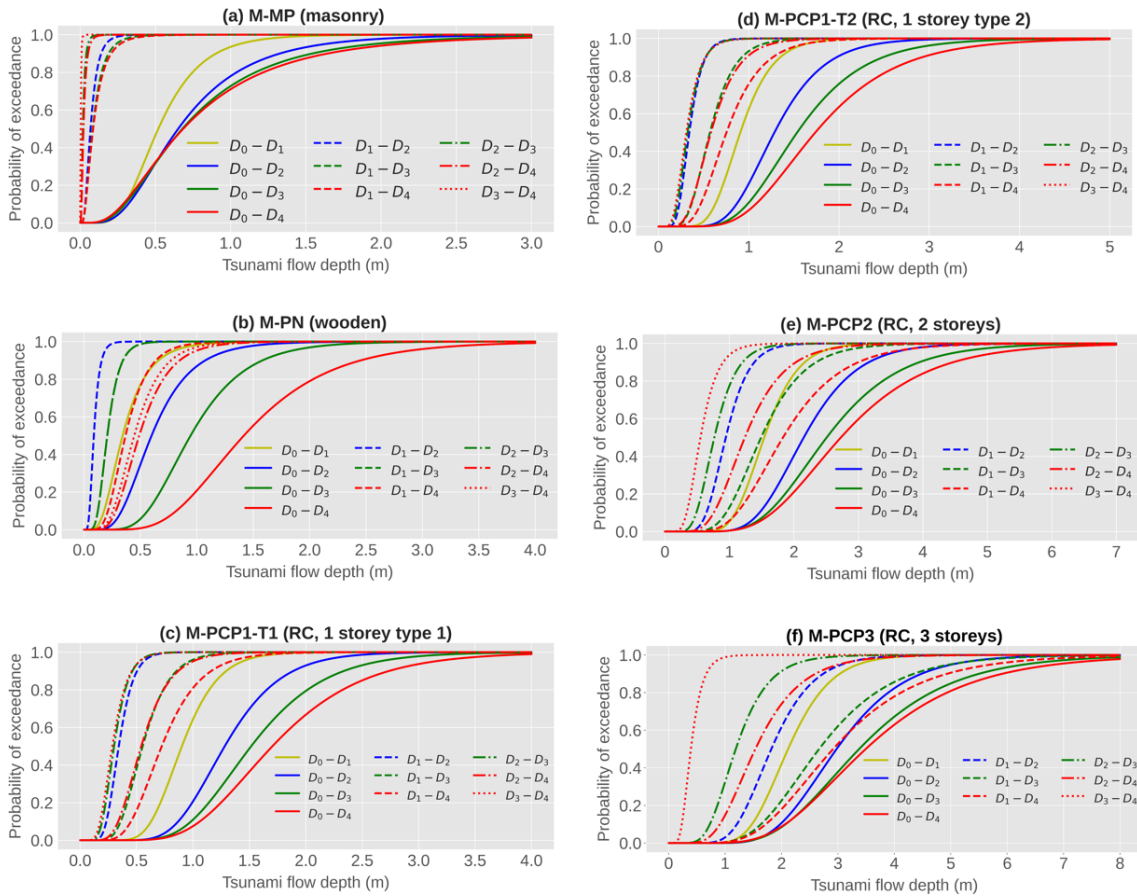 (a) M-MP (masonry)
Probability of exceedance
1.0
0.8
0.6
0.4
0.2
0.0
D₀ − D₁
D₀ − D₂
D₀ − D₃
D₀ − D₄
D₁ − D₂
D₁ − D₃
D₁ − D₄
D₂ − D₃
D₂ − D₄
D₃ − D₄
0.0 0.5 1.0 1.5 2.0 2.5 3.0
Tsunami flow depth (m)
(b) M-PN (wooden)
Probability of exceedance
1.0
0.8
0.6
0.4
0.2
0.0
D₀ − D₁
D₀ − D₂
D₀ − D₃
D₀ − D₄
D₁ − D₂
D₁ − D₃
D₁ − D₄
D₂ − D₃
D₂ − D₄
D₃ − D₄
0.0 0.5 1.0 1.5 2.0 2.5 3.0 3.5 4.0
Tsunami flow depth (m)
(c) M-PCP1-T1 (RC, 1 storey type 1)
Probability of exceedance
1.0
0.8
0.6
0.4
0.2
0.0
D₀ − D₁
D₀ − D₂
D₀ − D₃
D₀ − D₄
D₁ − D₂
D₁ − D₃
D₁ − D₄
D₂ − D₃
D₂ − D₄
D₃ − D₄
0.0 0.5 1.0 1.5 2.0 2.5 3.0 3.5 4.0
Tsunami flow depth (m)
(d) M-PCP1-T2 (RC, 1 storey type 2)
Probability of exceedance
1.0
0.8
0.6
0.4
0.2
0.0
D₀ − D₁
D₀ − D₂
D₀ − D₃
D₀ − D₄
D₁ − D₂
D₁ − D₃
D₁ − D₄
D₂ − D₃
D₂ − D₄
D₃ − D₄
0 1 2 3 4 5
Tsunami flow depth (m)
(e) M-PCP2 (RC, 2 storeys)
Probability of exceedance
1.0
0.8
0.6
0.4
0.2
0.0
D₀ − D₁
D₀ − D₂
D₀ − D₃
D₀ − D₄
D₁ − D₂
D₁ − D₃
D₁ − D₄
D₂ − D₃
D₂ − D₄
D₃ − D₄
0 1 2 3 4 5 6 7
Tsunami flow depth (m)
(f) M-PCP3 (RC, 3 storeys)
Probability of exceedance
1.0
0.8
0.6
0.4
0.2
0.0
D₀ − D₁
D₀ − D₂
D₀ − D₃
D₀ − D₄
D₁ − D₂
D₁ − D₃
D₁ − D₄
D₂ − D₃
D₂ − D₄
D₃ − D₄
0 1 2 3 4 5 6 7 8
Tsunami flow depth (m)